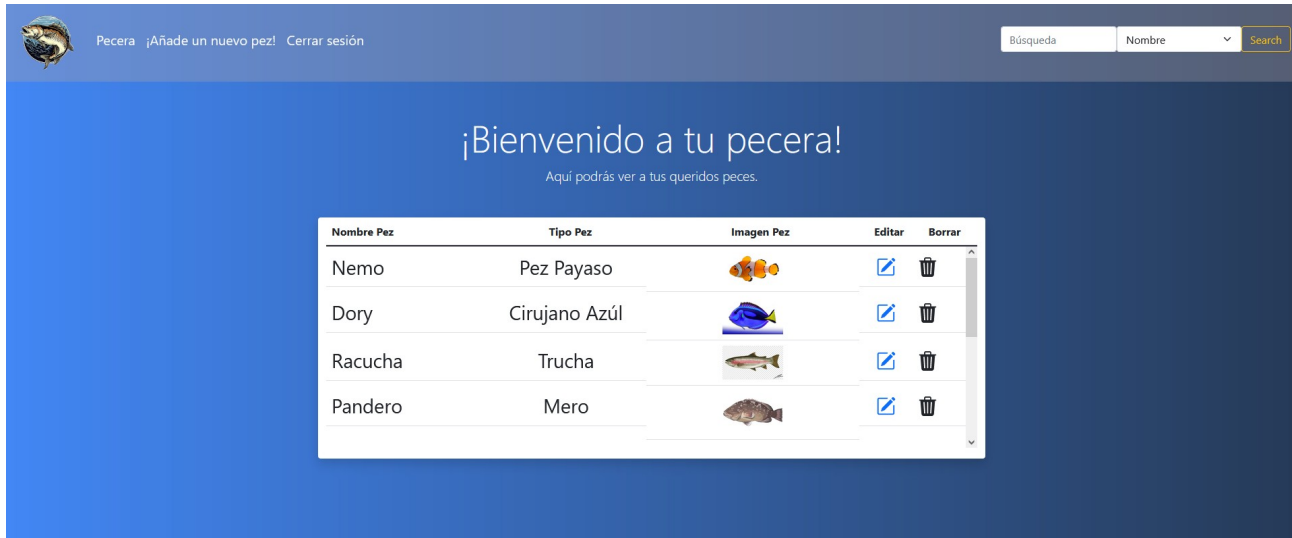 Pecera ¡Añade un nuevo pez! Cerrar sesión Búsqueda Nombre Search
¡Bienvenido a tu pecera!
Aquí podrás ver a tus queridos peces.
Nombre Pez Tipo Pez Imagen Pez Editar Borrar
Nemo Pez Payaso
Dory Cirujano Azúl
Racucha Trucha
Pandero Mero